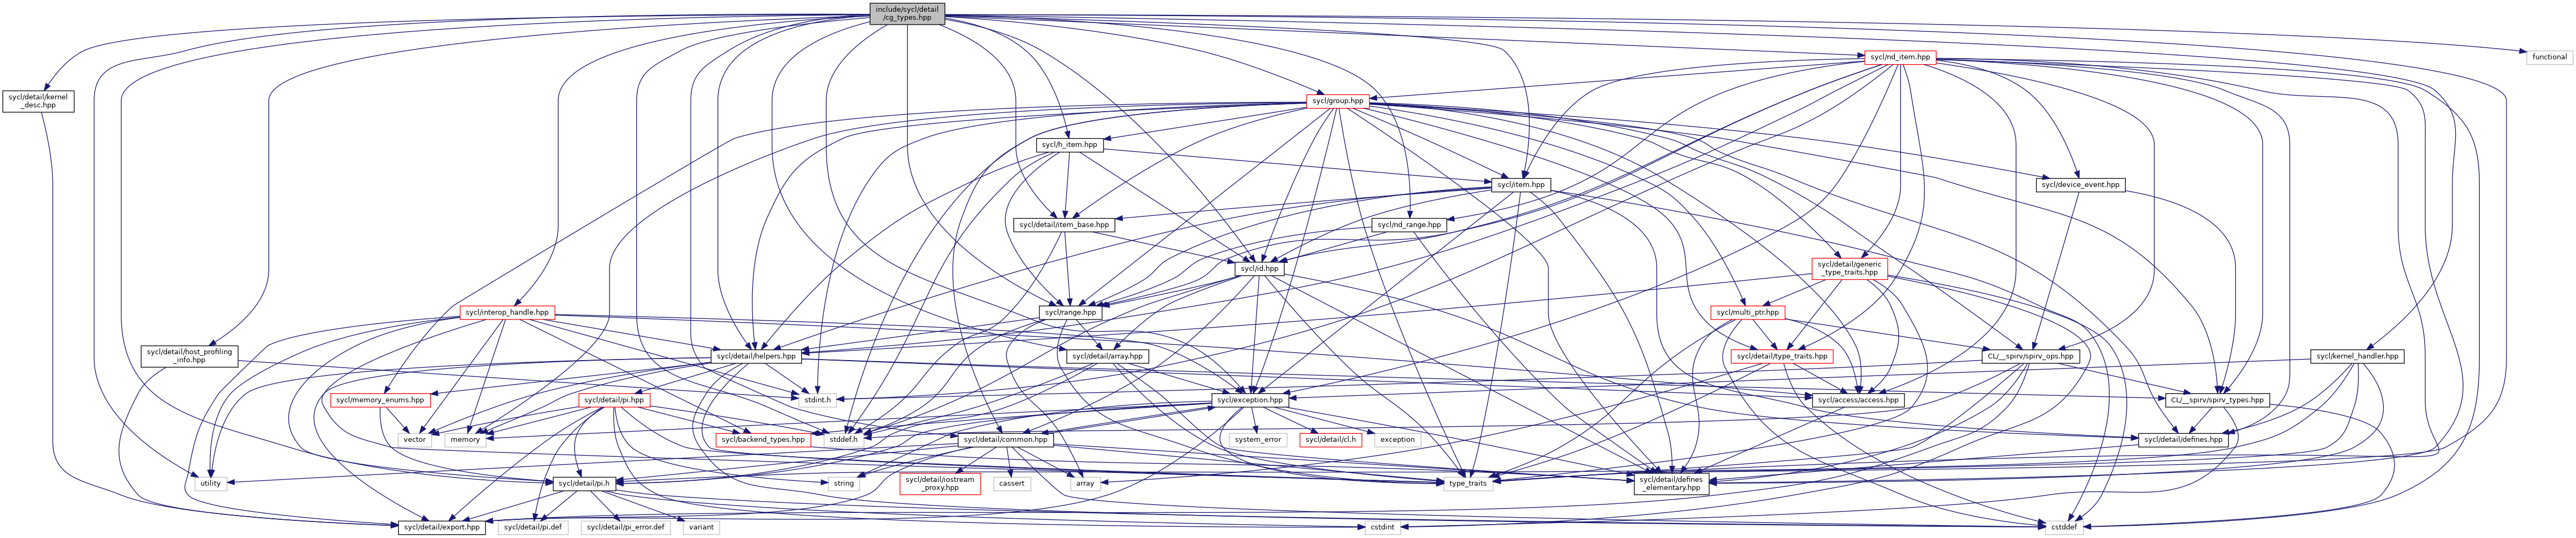 include/sycl/detail
/cg_types.hpp
functional
sycl/nd_item.hpp
sycl/detail/kernel
_desc.hpp
sycl/group.hpp
sycl/h_item.hpp
sycl/item.hpp
sycl/device_event.hpp
sycl/detail/item_base.hpp
sycl/nd_range.hpp
sycl/id.hpp
sycl/detail/generic
_type_traits.hpp
sycl/interop_handle.hpp
sycl/range.hpp
sycl/multi_ptr.hpp
sycl/detail/host_profiling
_info.hpp
sycl/detail/helpers.hpp
sycl/detail/array.hpp
sycl/detail/type_traits.hpp
CL/__spirv/spirv_ops.hpp
sycl/kernel_handler.hpp
sycl/memory_enums.hpp
sycl/detail/pi.hpp
stdint.h
sycl/exception.hpp
sycl/access/access.hpp
CL/__spirv/spirv_types.hpp
vector
memory
sycl/backend_types.hpp
stddef.h
sycl/detail/common.hpp
system_error
sycl/detail/cl.h
exception
sycl/detail/defines.hpp
utility
sycl/detail/pi.h
string
sycl/detail/iostream
_proxy.hpp
cassert
array
type_traits
sycl/detail/defines
_elementary.hpp
sycl/detail/export.hpp
sycl/detail/pi.def
sycl/detail/pi_error.def
variant
cstdint
cstddef